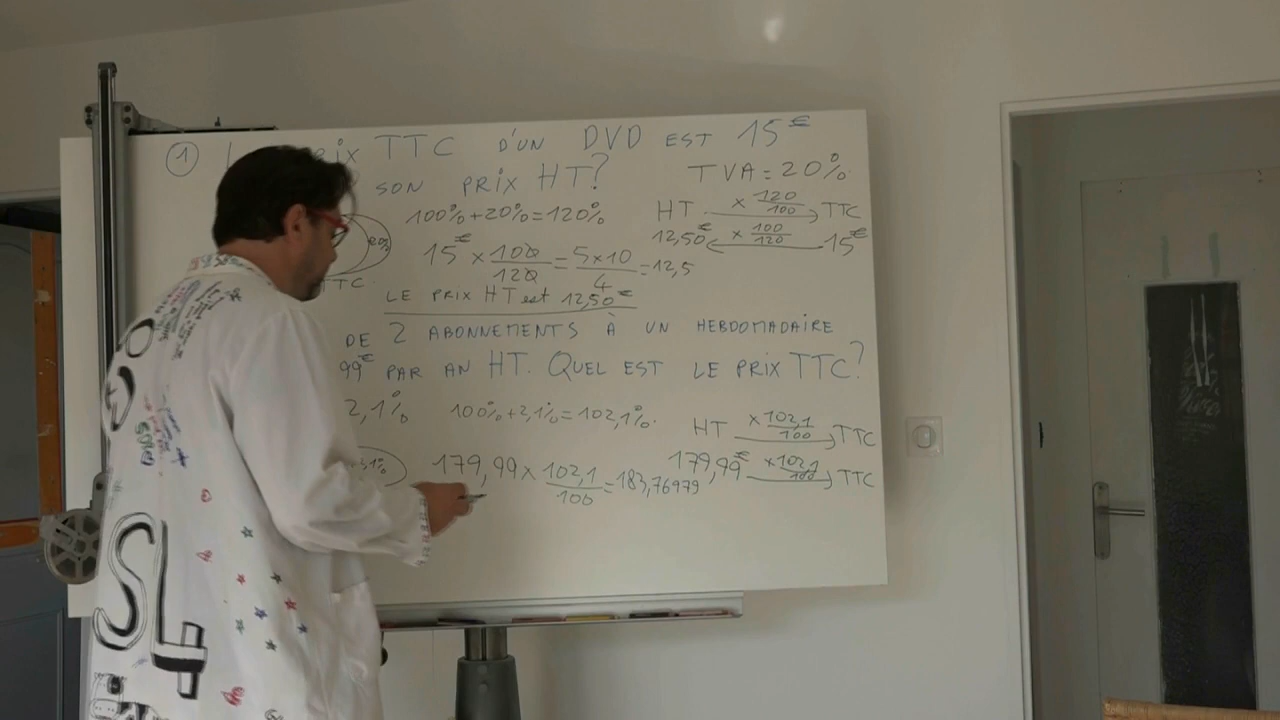 ① L PRIX TTC D'UN DVD EST 15€
SON PRIX HT? TVA = 20%
100%+20%=120%
HT × 120/100 TTC
12,50€ × 100/120 15€
20%
TTC
15€ × 100/120 = 5×10/4 = 12,5
LE PRIX HT est 12,50€
DE 2 ABONNEMENTS À UN HEBDOMADAIRE
99€ PAR AN HT. QUEL EST LE PRIX TTC?
2,1% 100%+2,1%=102,1%
HT ×102,1/100 TTC
179,99 × 102,1/100 = 183,76979
179,99€ ×102,1/100 TTC
SL